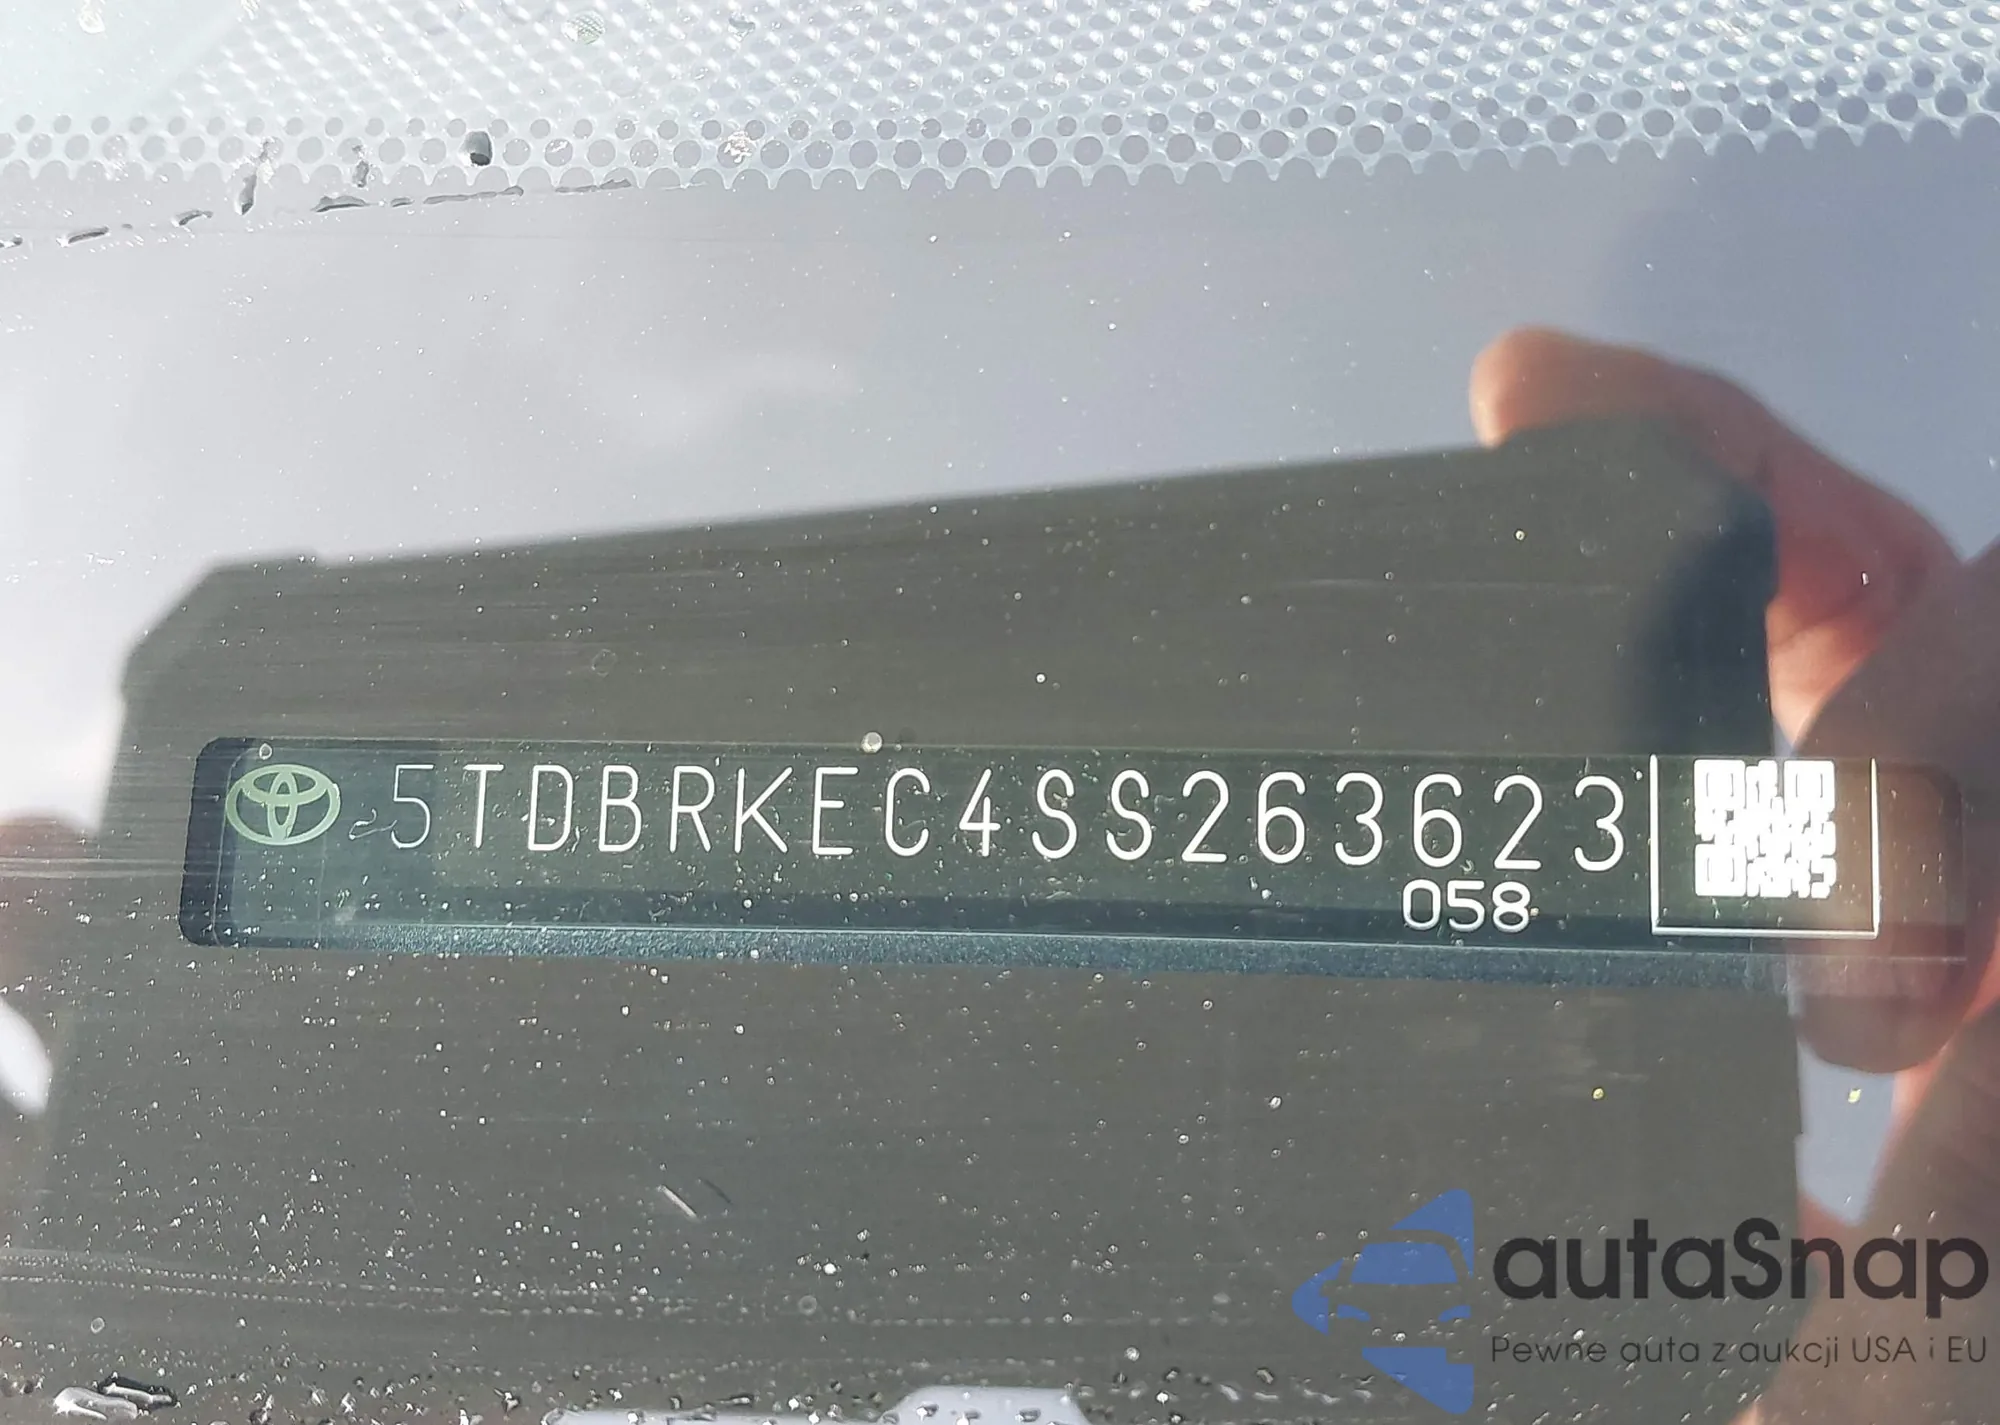 5TDBRKEC4SS263623
058
autaSnap
Pewne auta z aukcji USA i EU